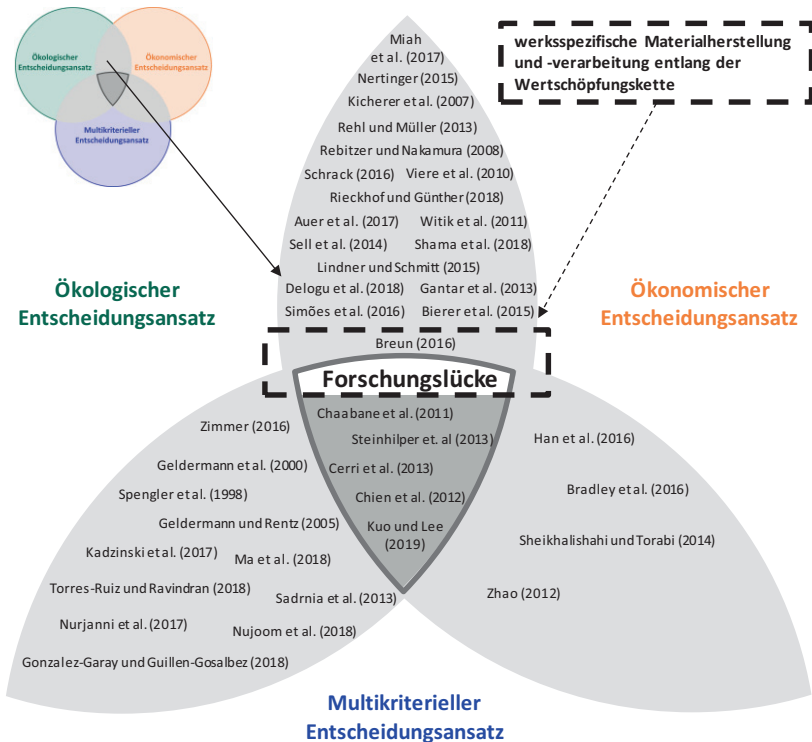 Ökologischer
Entscheidungsansatz
Ökonomischer
Entscheidungsansatz
Multikriterieller
Entscheidungsansatz
werksspezifische Materialherstellung
und -verarbeitung entlang der
Wertschöpfungskette
Miah
et al. (2017)
Nertinger (2015)
Kicherer et al. (2007)
Rehl und Müller (2013)
Rebitzer und Nakamura (2008)
Schrack (2016) Viere et al. (2010)
Rieckhof und Günther (2018)
Auer et al. (2017) Witik et al. (2011)
Sell et al. (2014) Shama et al. (2018)
Lindner und Schmitt (2015)
Delogu et al. (2018) Gantar et al. (2013)
Simões et al. (2016) Bierer et al. (2015)
Breun (2016)
Ökologischer
Entscheidungsansatz
Ökonomischer
Entscheidungsansatz
Forschungslücke
Chaabane et al. (2011)
Steinhilper et. al (2013)
Cerri et al. (2013)
Chien et al. (2012)
Kuo und Lee
(2019)
Zimmer (2016)
Geldermann et al. (2000)
Spengler et al. (1998)
Geldermann und Rentz (2005)
Kadzinski et al. (2017)
Ma et al. (2018)
Torres-Ruiz und Ravindran (2018)
Sadrnia et al. (2013)
Nurjanni et al. (2017)
Nujoom et al. (2018)
Gonzalez-Garay und Guillen-Gosalbez (2018)
Han et al. (2016)
Bradley et al. (2016)
Sheikhalishahi und Torabi (2014)
Zhao (2012)
Multikriterieller
Entscheidungsansatz